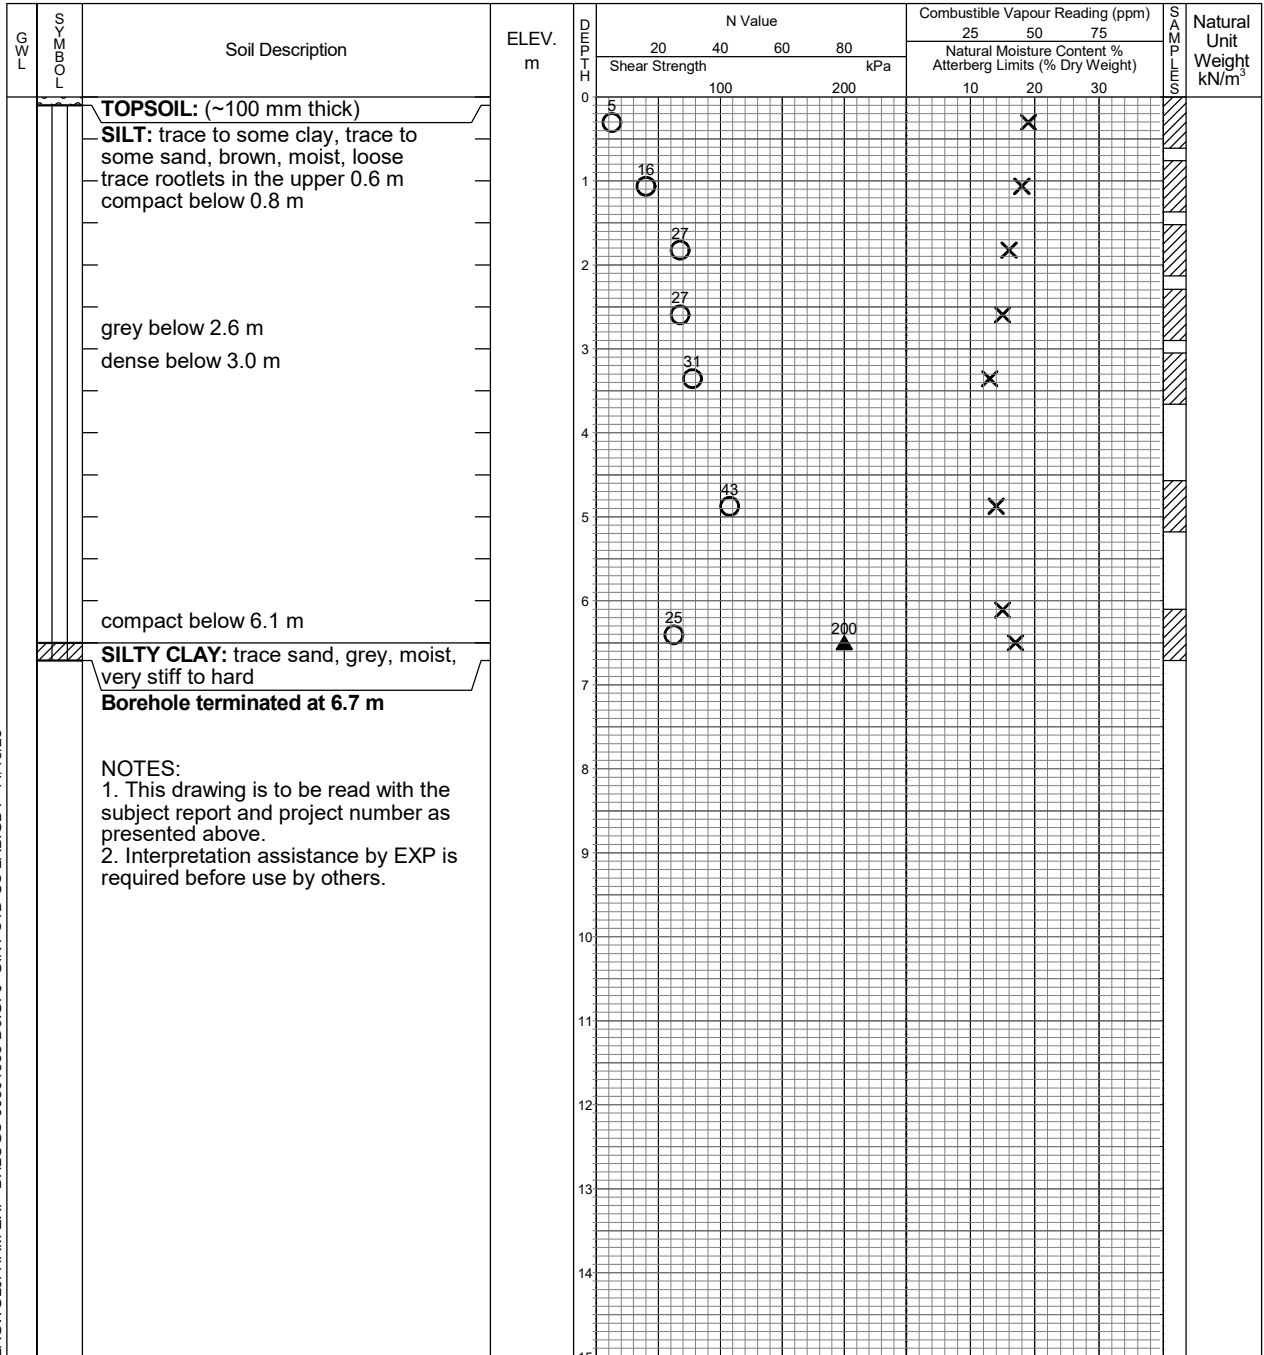 GWL
SYMBOL
Soil Description
ELEV.
m
DEPTH
N Value
20 40 60 80
Shear Strength kPa
100 200
Combustible Vapour Reading (ppm)
25 50 75
Natural Moisture Content %
Atterberg Limits (% Dry Weight)
10 20 30
SAMPLES
Natural
Unit
Weight
kN/m³
0
TOPSOIL: (~100 mm thick)
5
SILT: trace to some clay, trace to
some sand, brown, moist, loose
trace rootlets in the upper 0.6 m
compact below 0.8 m
16
1
27
2
27
grey below 2.6 m
3
dense below 3.0 m
31
4
43
5
6
compact below 6.1 m
25
200
SILTY CLAY: trace sand, grey, moist,
very stiff to hard
7
Borehole terminated at 6.7 m
8
NOTES:
1. This drawing is to be read with the
subject report and project number as
presented above.
2. Interpretation assistance by EXP is
required before use by others.
9
10
11
12
13
14